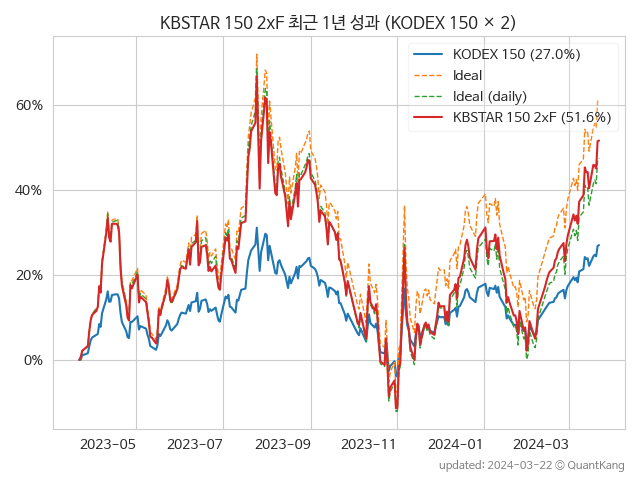 KBSTAR 150 2xF 최근 1년 성과 (KODEX 150 × 2)
KODEX 150 (27.0%)
Ideal
Ideal (daily)
KBSTAR 150 2xF (51.6%)
60%
40%
20%
0%
2023-05 2023-07 2023-09 2023-11 2024-01 2024-03
updated: 2024-03-22 © QuantKang